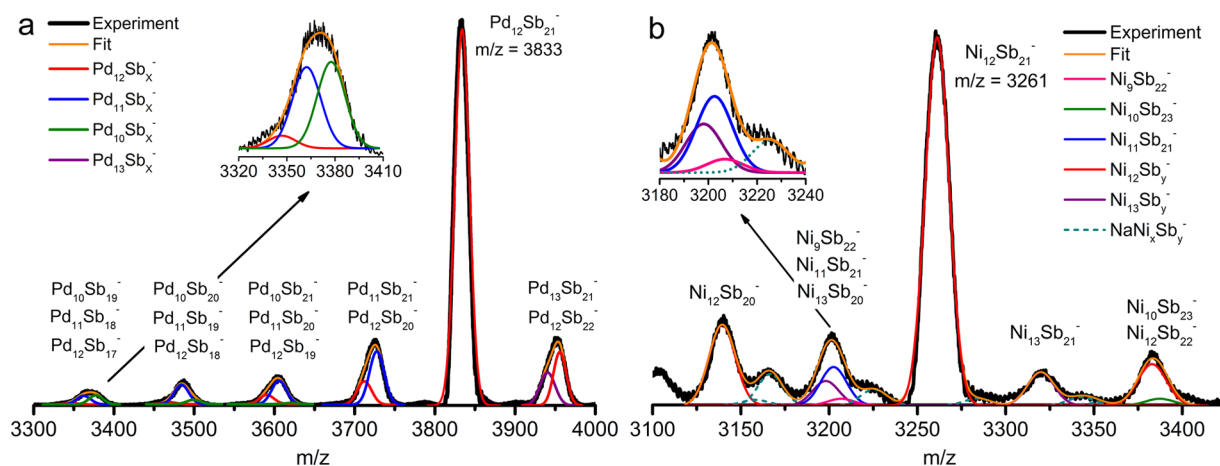 a
Experiment
Fit
Pd₁₂Sbₓ⁻
Pd₁₁Sbₓ⁻
Pd₁₀Sbₓ⁻
Pd₁₃Sbₓ⁻
3320 3350 3380 3410
Pd₁₂Sb₂₁⁻
m/z = 3833
Pd₁₀Sb₁₉⁻
Pd₁₁Sb₁₈⁻
Pd₁₂Sb₁₇⁻
Pd₁₀Sb₂₀⁻
Pd₁₁Sb₁₉⁻
Pd₁₂Sb₁₈⁻
Pd₁₀Sb₂₁⁻
Pd₁₁Sb₂₀⁻
Pd₁₂Sb₁₉⁻
Pd₁₁Sb₂₁⁻
Pd₁₂Sb₂₀⁻
Pd₁₃Sb₂₁⁻
Pd₁₂Sb₂₂⁻
3300 3400 3500 3600 3700 3800 3900 4000
m/z
b
3180 3200 3220 3240
Ni₁₂Sb₂₁⁻
m/z = 3261
Experiment
Fit
Ni₉Sb₂₂⁻
Ni₁₀Sb₂₃⁻
Ni₁₁Sb₂₁⁻
Ni₁₂Sbᵧ⁻
Ni₁₃Sbᵧ⁻
NaNiₓSbᵧ⁻
Ni₁₂Sb₂₀⁻
Ni₉Sb₂₂⁻
Ni₁₁Sb₂₁⁻
Ni₁₃Sb₂₀⁻
Ni₁₃Sb₂₁⁻
Ni₁₀Sb₂₃⁻
Ni₁₂Sb₂₂⁻
3100 3150 3200 3250 3300 3350 3400
m/z